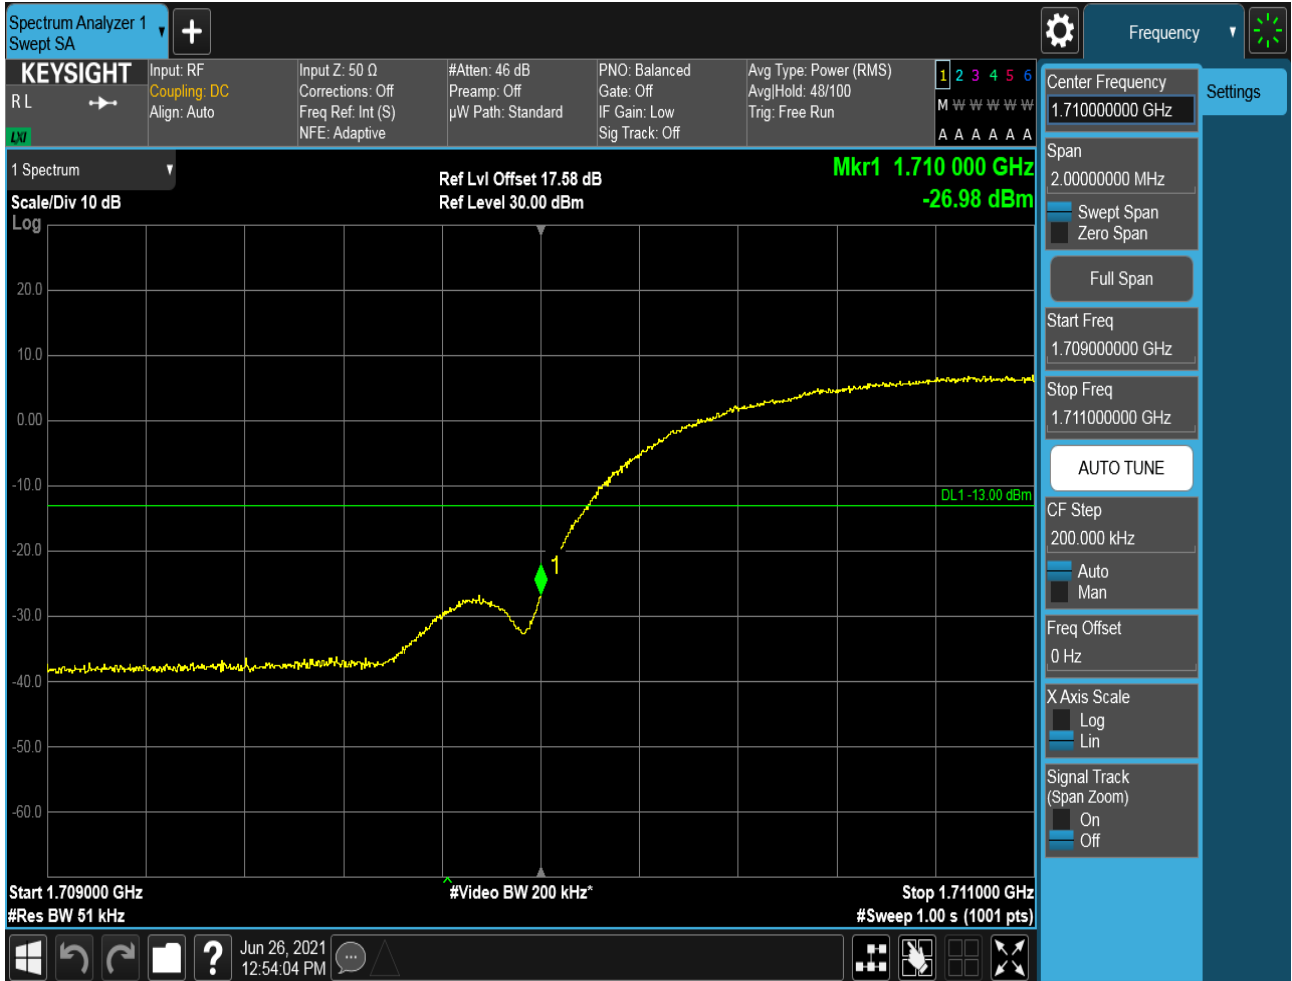 Spectrum Analyzer 1
Swept SA
Frequency
KEYSIGHT
R L
LXI
Input: RF
Coupling: DC
Align: Auto
Input Z: 50 Ω
Corrections: Off
Freq Ref: Int (S)
NFE: Adaptive
#Atten: 46 dB
Preamp: Off
µW Path: Standard
PNO: Balanced
Gate: Off
IF Gain: Low
Sig Track: Off
Avg Type: Power (RMS)
Avg|Hold: 48/100
Trig: Free Run
1 2 3 4 5 6
M W W W W W
A A A A A A
1 Spectrum
Scale/Div 10 dB
Log
Ref Lvl Offset 17.58 dB
Ref Level 30.00 dBm
Mkr1 1.710 000 GHz
-26.98 dBm
20.0
10.0
0.00
-10.0
DL1 -13.00 dBm
-20.0
1
-30.0
-40.0
-50.0
-60.0
Start 1.709000 GHz
#Video BW 200 kHz*
Stop 1.711000 GHz
#Res BW 51 kHz
#Sweep 1.00 s (1001 pts)
Jun 26, 2021
12:54:04 PM
?
Center Frequency
1.710000000 GHz
Settings
Span
2.00000000 MHz
Swept Span
Zero Span
Full Span
Start Freq
1.709000000 GHz
Stop Freq
1.711000000 GHz
AUTO TUNE
CF Step
200.000 kHz
Auto
Man
Freq Offset
0 Hz
X Axis Scale
Log
Lin
Signal Track
(Span Zoom)
On
Off